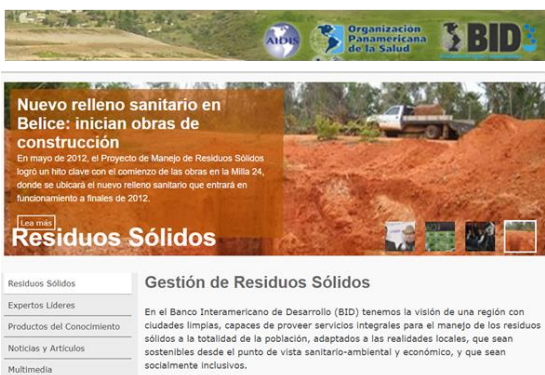 AIDIS
Organización
Panamericana
de la Salud
BID
Nuevo relleno sanitario en
Belice: inician obras de
construcción
En mayo de 2012, el Proyecto de Manejo de Residuos Sólidos
logró un hito clave con el comienzo de las obras en la Milla 24,
donde se ubicará el nuevo relleno sanitario que entrará en
funcionamiento a finales de 2012.
Lea más
Residuos Sólidos
Residuos Sólidos
Expertos Líderes
Productos del Conocimiento
Noticias y Artículos
Multimedia
Gestión de Residuos Sólidos
En el Banco Interamericano de Desarrollo (BID) tenemos la visión de una región con
ciudades limpias, capaces de proveer servicios integrales para el manejo de los residuos
sólidos a la totalidad de la población, adaptados a las realidades locales, que sean
sostenibles desde el punto de vista sanitario-ambiental y económico, y que sean
socialmente inclusivos.